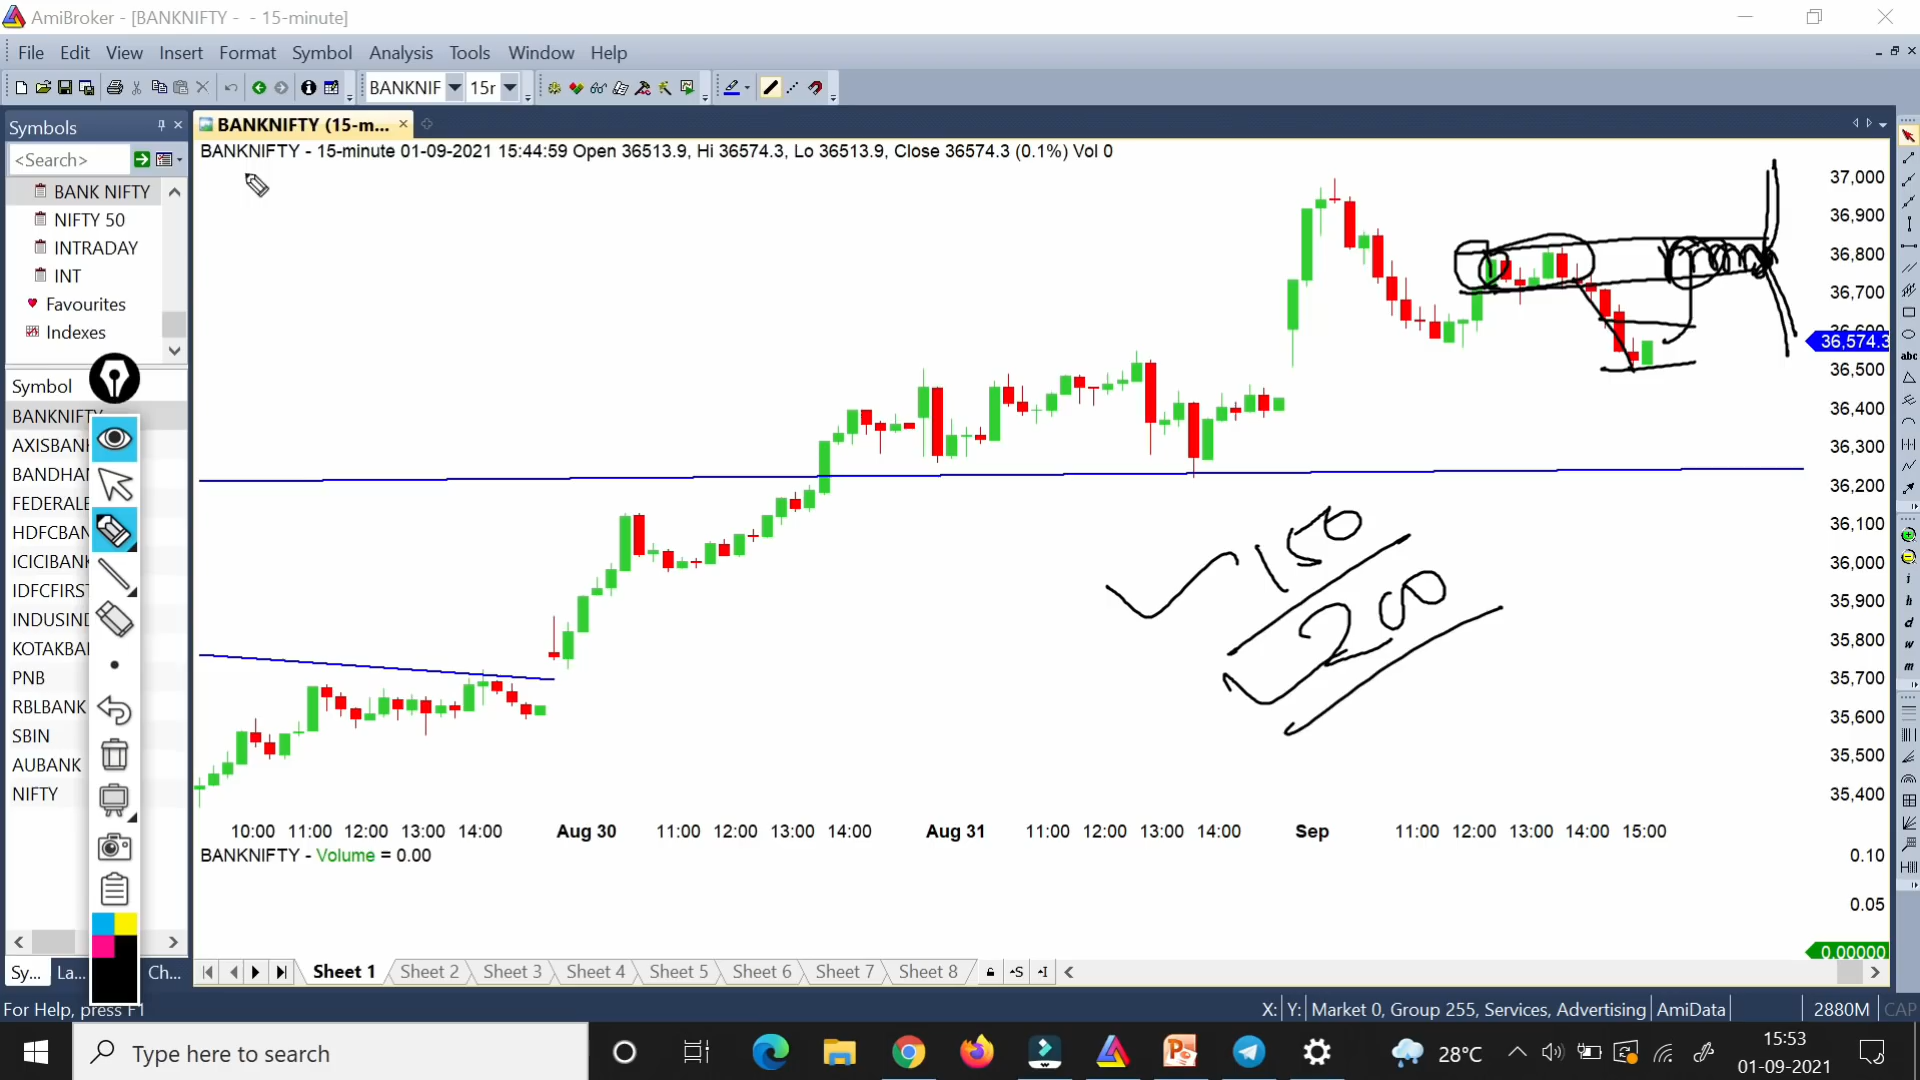 AmiBroker - [BANKNIFTY - - 15-minute]
File Edit View Insert Format Symbol Analysis Tools Window Help
BANKNIF 15r
Symbols
BANKNIFTY (15-m...
<Search>
BANKNIFTY - 15-minute 01-09-2021 15:44:59 Open 36513.9, Hi 36574.3, Lo 36513.9, Close 36574.3 (0.1%) Vol 0
BANK NIFTY
NIFTY 50
INTRADAY
INT
Favourites
Indexes
Symbol
BANKNIFTY
AXISBANK
BANDHAN
FEDERALB
HDFCBAN
ICICIBANK
IDFCFIRST
INDUSIND
KOTAKBAN
PNB
RBLBANK
SBIN
AUBANK
NIFTY
37,000
36,900
36,800
36,700
36,600
36,574.3
36,500
36,400
36,300
36,200
36,100
36,000
35,900
35,800
35,700
35,600
35,500
35,400
150
200
10:00 11:00 12:00 13:00 14:00 Aug 30 11:00 12:00 13:00 14:00 Aug 31 11:00 12:00 13:00 14:00 Sep 11:00 12:00 13:00 14:00 15:00
BANKNIFTY - Volume = 0.00
0.10
0.05
0.00000
Sy... La... Ch...
Sheet 1 Sheet 2 Sheet 3 Sheet 4 Sheet 5 Sheet 6 Sheet 7 Sheet 8
For Help, press F1
X: Y: Market 0, Group 255, Services, Advertising AmiData 2880M CAP
Type here to search
28°C
15:53
01-09-2021